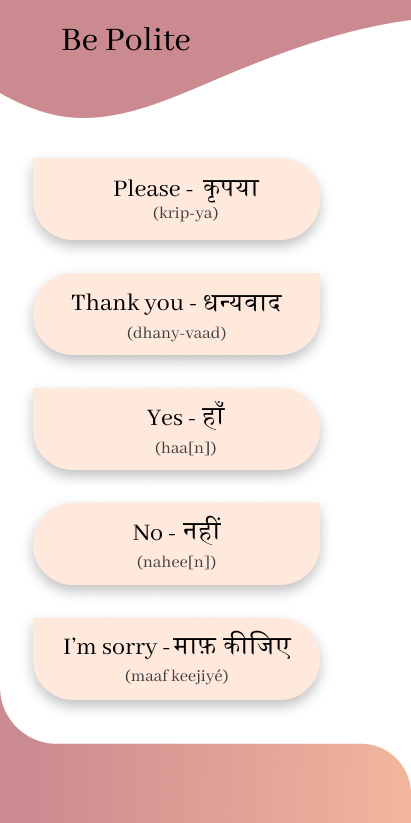 Be Polite
Please - कृपया
(krip-ya)
Thank you - धन्यवाद
(dhany-vaad)
Yes - हाँ
(haa[n])
No - नहीं
(nahee[n])
I'm sorry - माफ़ कीजिए
(maaf keejiyé)